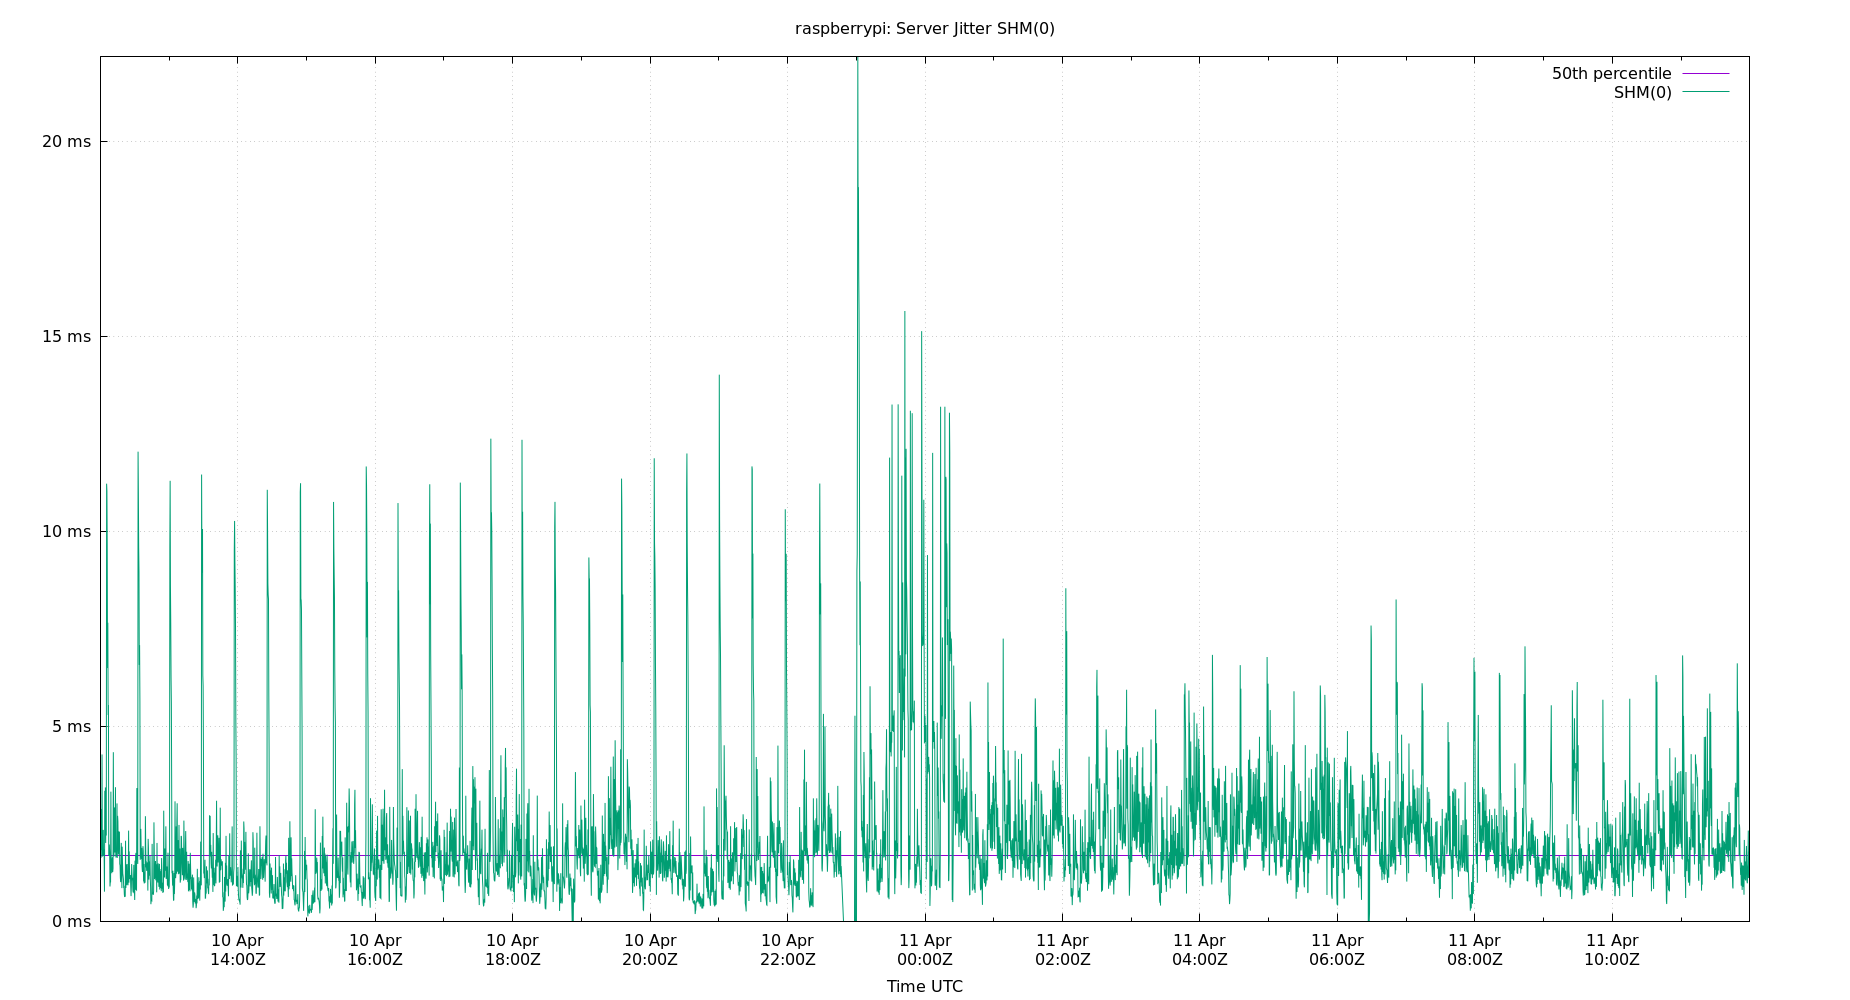 raspberrypi: Server Jitter SHM(0)
50th percentile
SHM(0)
20 ms
15 ms
10 ms
5 ms
0 ms
10 Apr 10 Apr 10 Apr 10 Apr 10 Apr 11 Apr 11 Apr 11 Apr 11 Apr 11 Apr 11 Apr
14:00Z 16:00Z 18:00Z 20:00Z 22:00Z 00:00Z 02:00Z 04:00Z 06:00Z 08:00Z 10:00Z
Time UTC